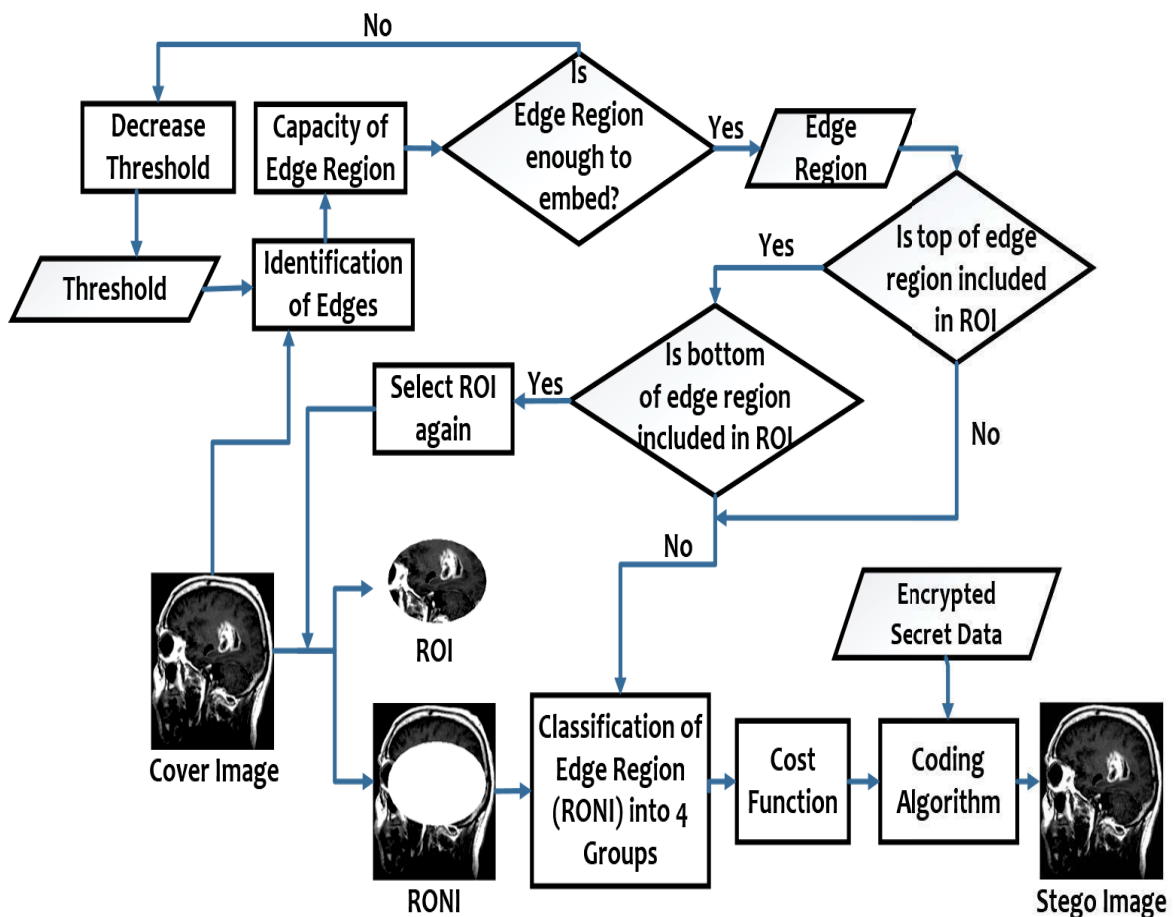 No
Is
Edge Region
enough to
embed?
Decrease
Threshold
Capacity of
Edge Region
Yes
Edge
Region
Threshold
Identification
of Edges
Yes
Is top of edge
region included
in ROI
Select ROI
again
Yes
Is bottom
of edge region
included in ROI
No
No
ROI
Encrypted
Secret Data
Cover Image
Classification of
Edge Region
(RONI) into 4
Groups
Cost
Function
Coding
Algorithm
RONI
Stego Image